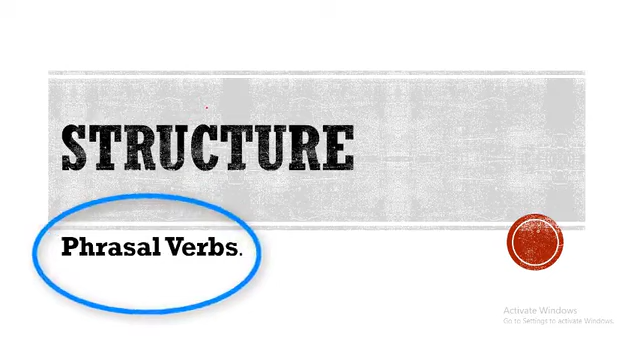 STRUCTURE
Phrasal Verbs.
Activate Windows
Go to Settings to activate Windows.